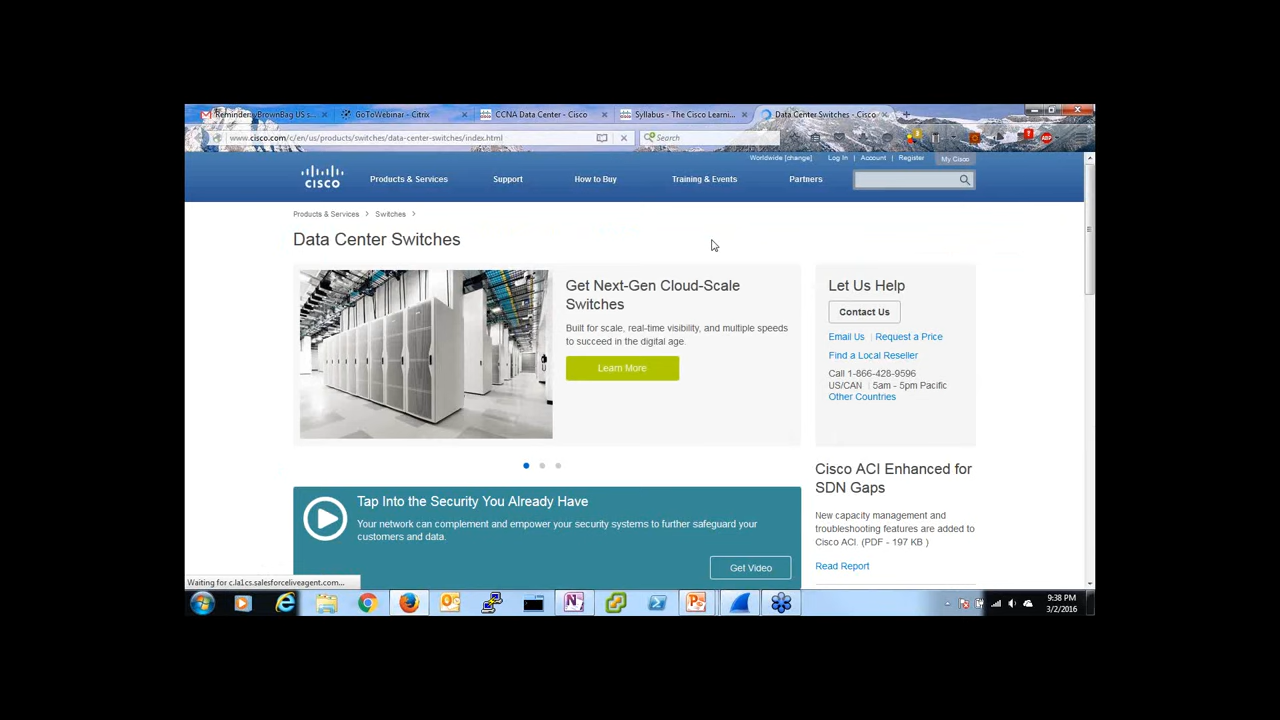 Reminder: vBrownBag US s...
GoToWebinar - Citrix
CCNA Data Center - Cisco
Syllabus - The Cisco Learni...
Data Center Switches - Cisco
www.cisco.com/c/en/us/products/switches/data-center-switches/index.html
Search
Worldwide [change] Log In Account Register My Cisco
CISCO
Products & Services Support How to Buy Training & Events Partners
Products & Services > Switches >
Data Center Switches
Get Next-Gen Cloud-Scale
Switches
Built for scale, real-time visibility, and multiple speeds
to succeed in the digital age.
Learn More
Let Us Help
Contact Us
Email Us | Request a Price
Find a Local Reseller
Call 1-866-428-9596
US/CAN | 5am - 5pm Pacific
Other Countries
Tap Into the Security You Already Have
Your network can complement and empower your security systems to further safeguard your
customers and data.
Get Video
Cisco ACI Enhanced for
SDN Gaps
New capacity management and
troubleshooting features are added to
Cisco ACI. (PDF - 197 KB )
Read Report
Waiting for c.la1cs.salesforceliveagent.com...
9:38 PM
3/2/2016